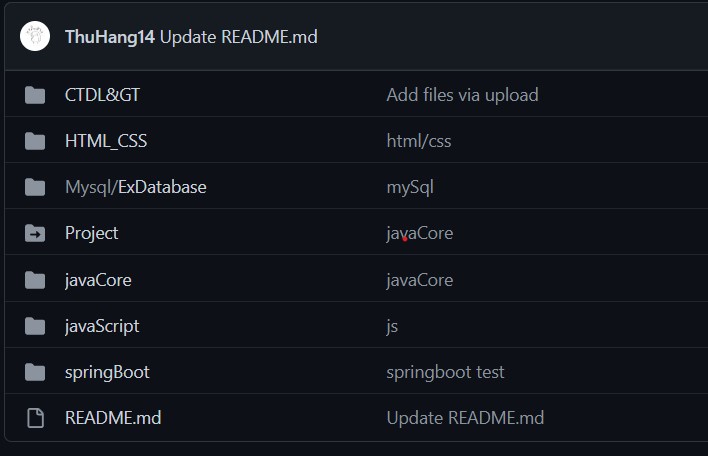 ThuHang14 Update README.md
CTDL&GT Add files via upload
HTML_CSS html/css
Mysql/ExDatabase mySql
Project javaCore
javaCore javaCore
javaScript js
springBoot springboot test
README.md Update README.md